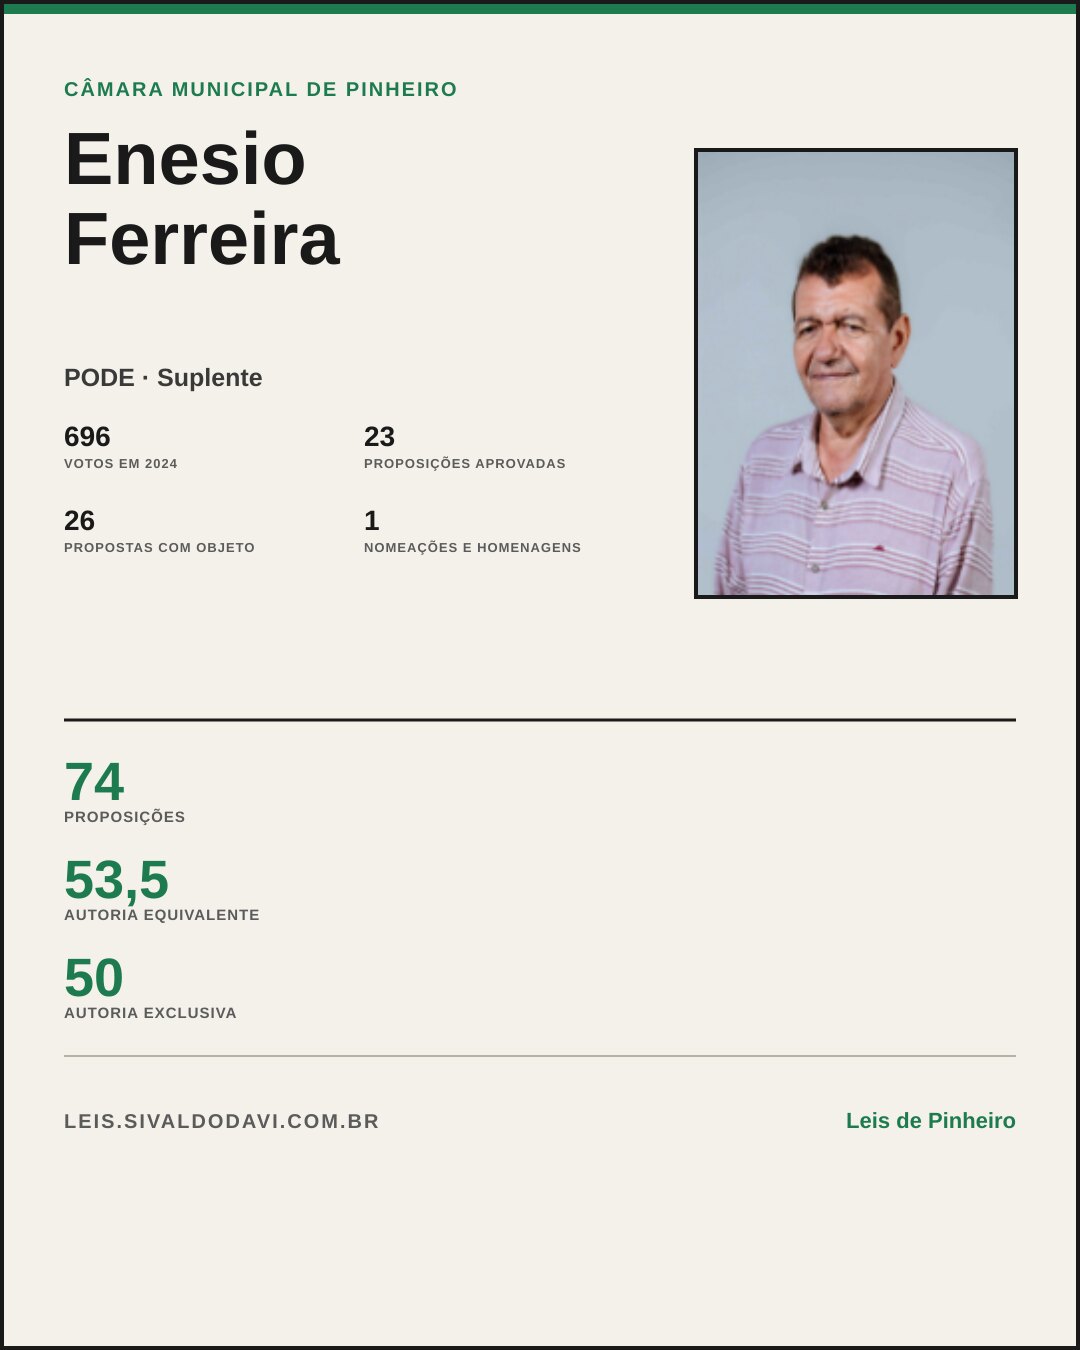 CÂMARA MUNICIPAL DE PINHEIRO
Enesio
Ferreira
PODE · Suplente
696
VOTOS EM 2024
23
PROPOSIÇÕES APROVADAS
26
PROPOSTAS COM OBJETO
1
NOMEAÇÕES E HOMENAGENS
74
PROPOSIÇÕES
53,5
AUTORIA EQUIVALENTE
50
AUTORIA EXCLUSIVA
LEIS.SIVALDODAVI.COM.BR
Leis de Pinheiro